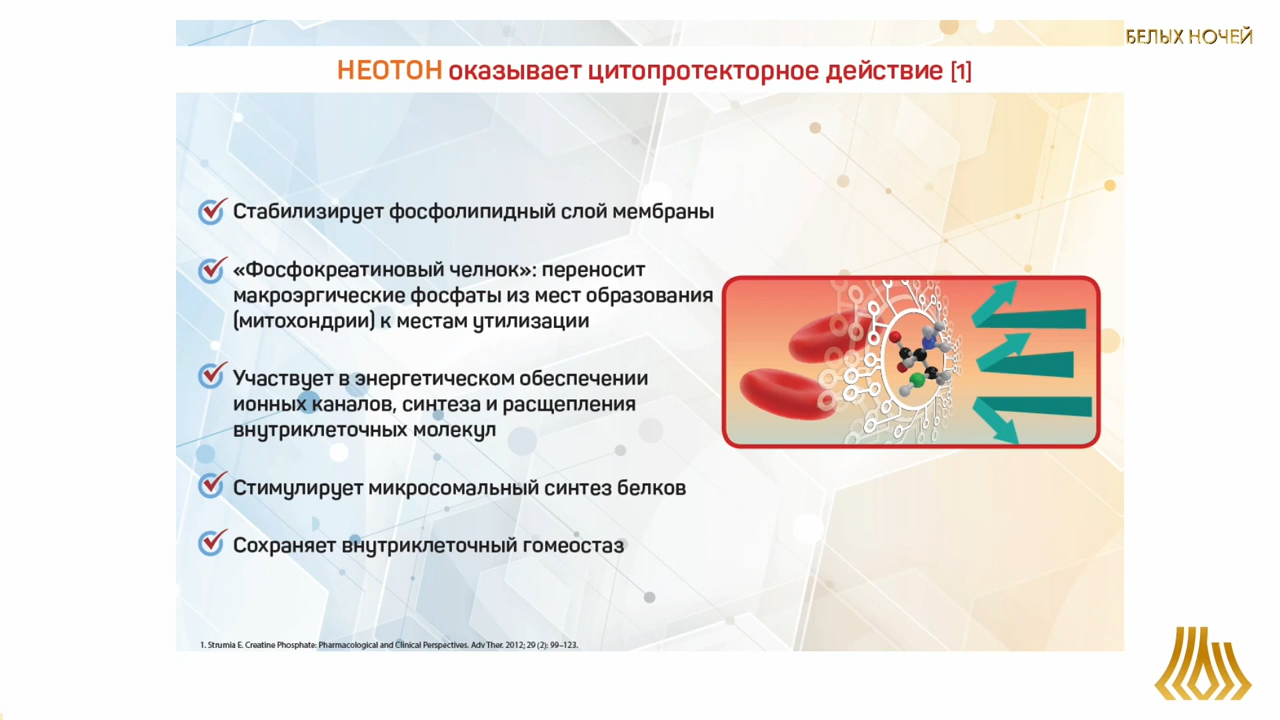 БЕЛЫХ НОЧЕЙ
НЕОТОН оказывает цитопротекторное действие [1]
Стабилизирует фосфолипидный слой мембраны
«Фосфокреатиновый челнок»: переносит
макроэргические фосфаты из мест образования
(митохондрии) к местам утилизации
Участвует в энергетическом обеспечении
ионных каналов, синтеза и расщепления
внутриклеточных молекул
Стимулирует микросомальный синтез белков
Сохраняет внутриклеточный гомеостаз
1. Strumia E. Creatine Phosphate: Pharmacological and Clinical Perspectives. Adv Ther. 2012; 29 (2): 99–123.